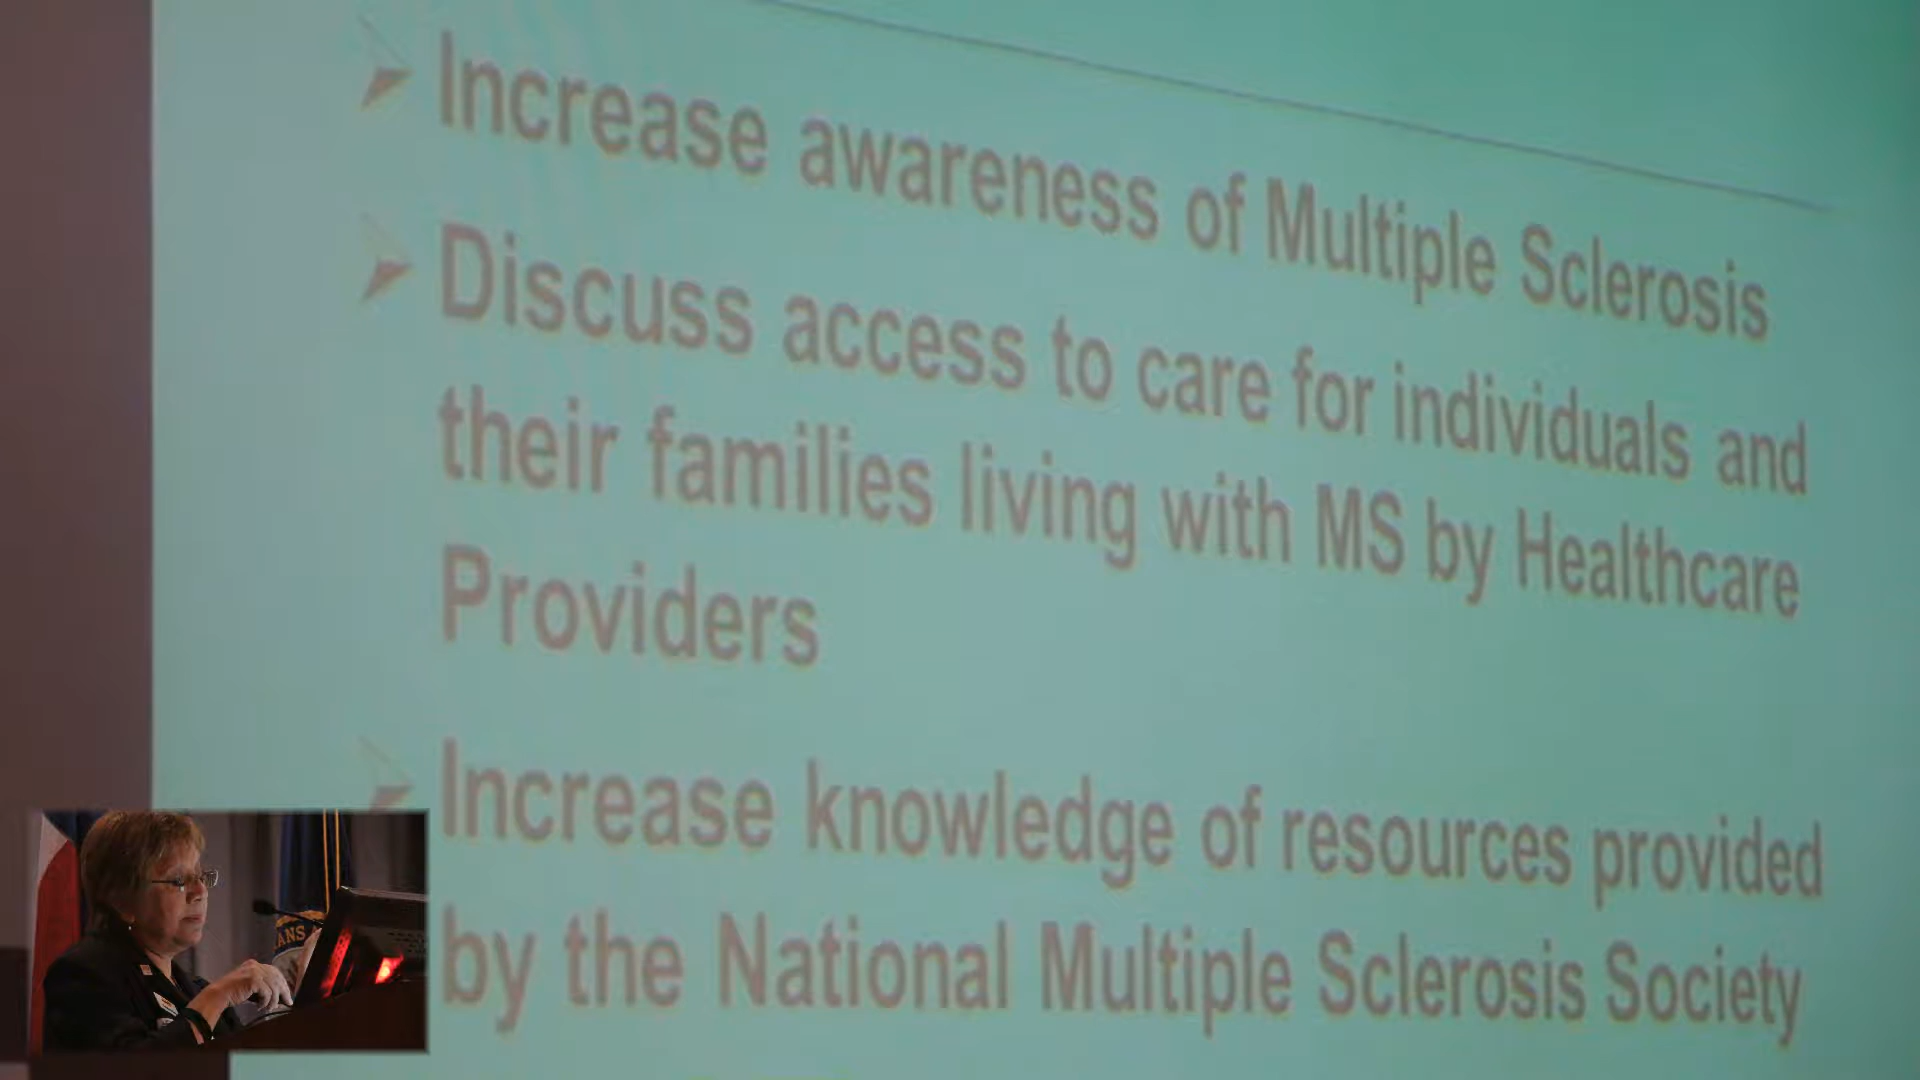 Increase awareness of Multiple Sclerosis
Discuss access to care for individuals and
their families living with MS by Healthcare
Providers
Increase knowledge of resources provided
by the National Multiple Sclerosis Society